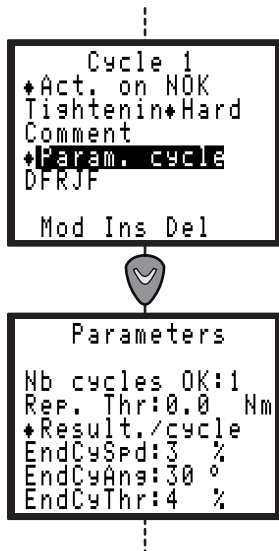 Cycle 1
♦Act. on NOK
Tightenin♦Hard
Comment
♦Param. cycle
DFRJF
Mod Ins Del
Parameters
Nb cycles OK:1
Rep. Thr:0.0 Nm
♦Result./cycle
EndCySpd:3 %
EndCyAng:30 °
EndCyThr:4 %